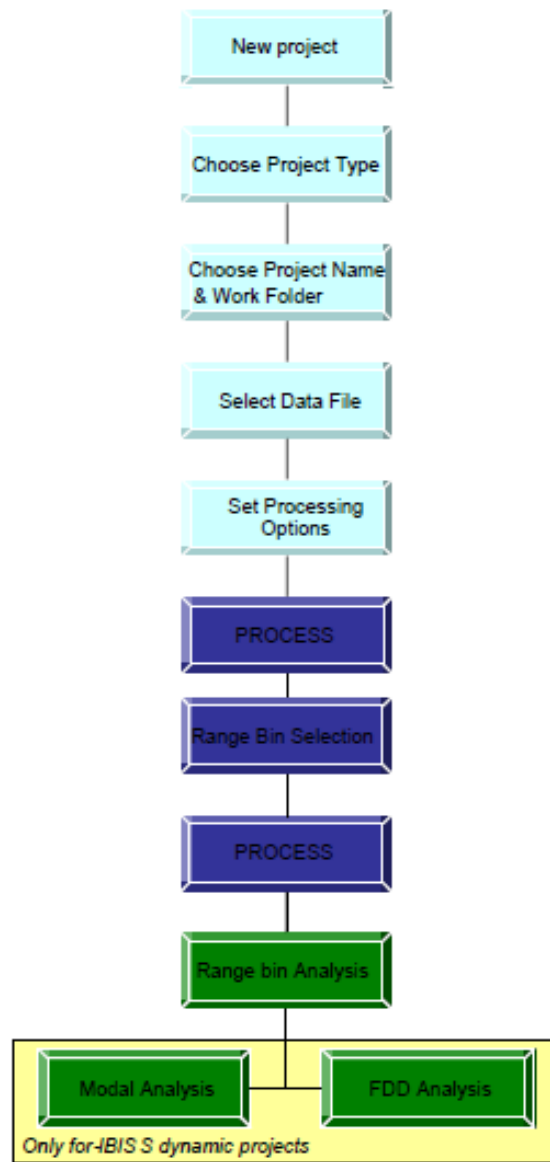 New project
Choose Project Type
Choose Project Name
& Work Folder
Select Data File
Set Processing
Options
PROCESS
Range Bin Selection
PROCESS
Range bin Analysis
Modal Analysis
FDD Analysis
Only for-IBIS S dynamic projects